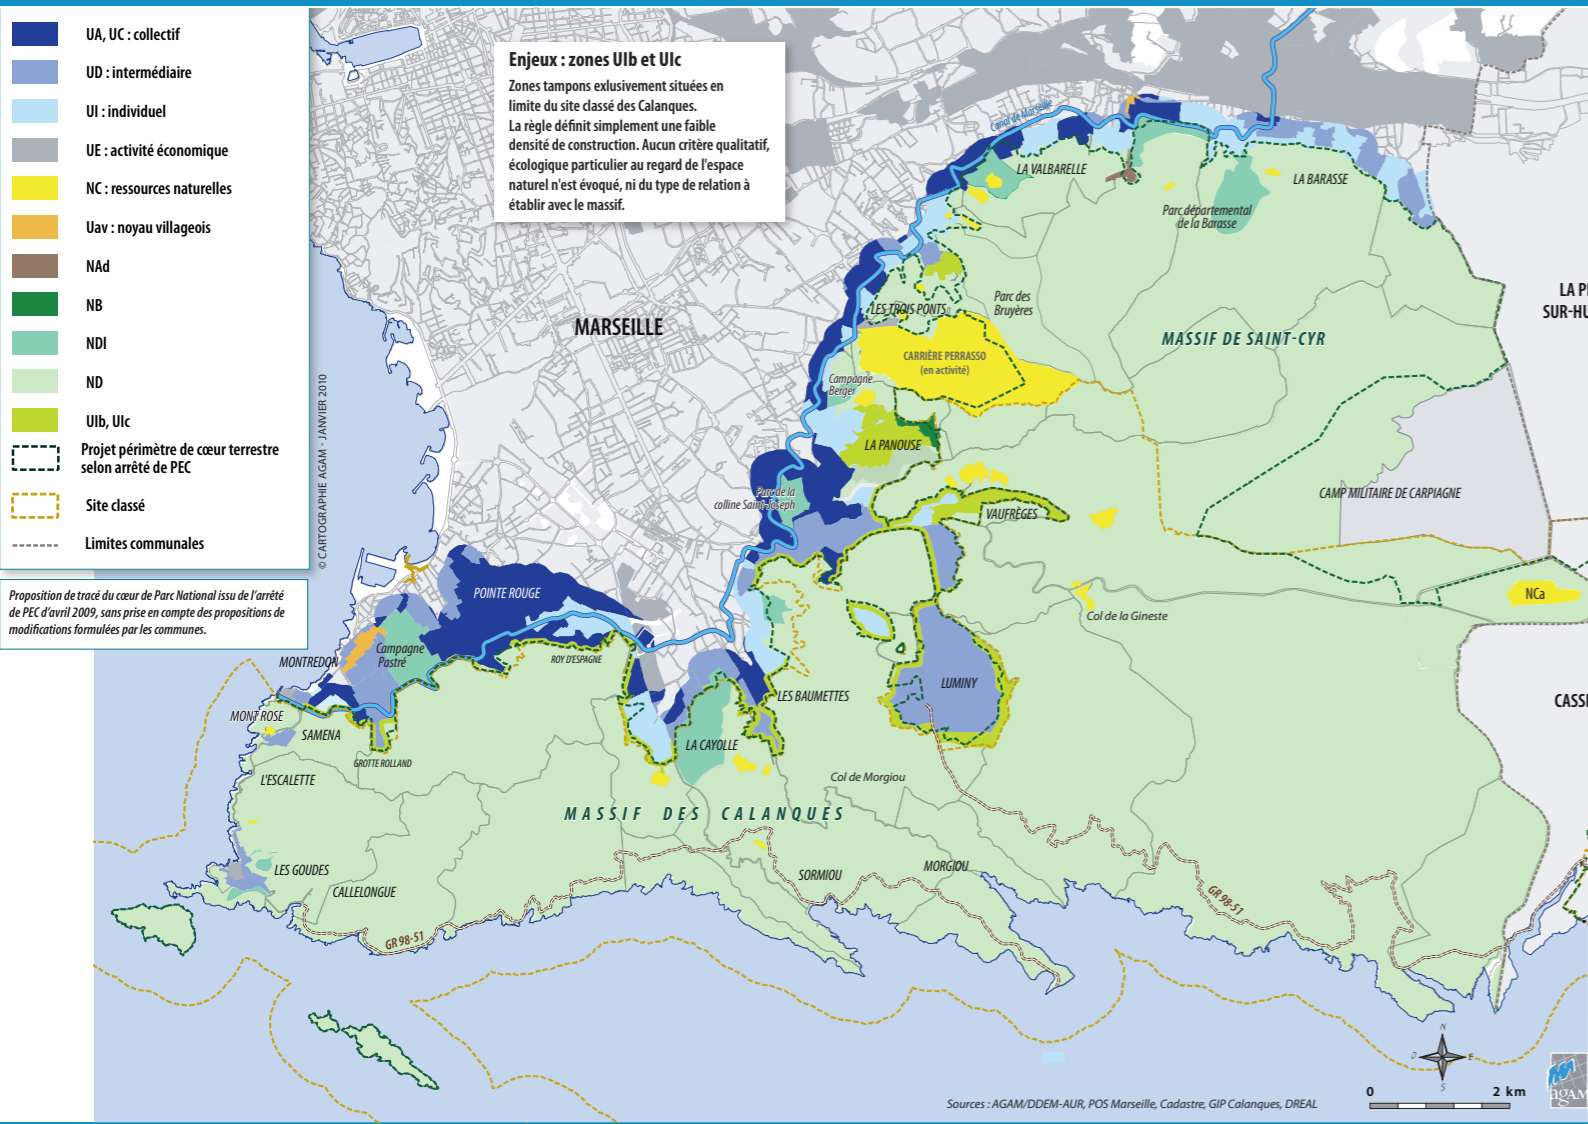 UA, UC : collectif
UD : intermédiaire
UI : individuel
UE : activité économique
NC : ressources naturelles
Uav : noyau villageois
NAd
NB
NDl
ND
UIb, UIc
Projet périmètre de cœur terrestre
selon arrêté de PEC
Site classé
Limites communales
Proposition de tracé du cœur de Parc National issu de l'arrêté
de PEC d'avril 2009, sans prise en compte des propositions de
modifications formulées par les communes.
© CARTOGRAPHIE AGAM - JANVIER 2010
Enjeux : zones UIb et UIc
Zones tampons exlusivement situées en
limite du site classé des Calanques.
La règle définit simplement une faible
densité de construction. Aucun critère qualitatif,
écologique particulier au regard de l'espace
naturel n'est évoqué, ni du type de relation à
établir avec le massif.
Canal de Marseille
LA VALBARELLE
LA BARASSE
Parc départemental
de la Barasse
LA P
SUR-HU
MARSEILLE
LES TROIS PONTS
Parc des
Bruyères
MASSIF DE SAINT-CYR
CARRIÈRE PERRASSO
(en activité)
Campagne
Berger
LA PANOUSE
Parc de la
colline Saint-Joseph
VAUFRÈGES
CAMP MILITAIRE DE CARPIAGNE
POINTE ROUGE
NCa
Col de la Gineste
Campagne
Pastré
MONTREDON
ROY D'ESPAGNE
LUMINY
LES BAUMETTES
CASSI
MONT ROSE
SAMENA
LA CAYOLLE
GROTTE ROLLAND
L'ESCALETTE
Col de Morgiou
MASSIF DES CALANQUES
LES GOUDES
CALLELONGUE
SORMIOU
MORGIOU
GR 98-51
GR 98-51
N
O
E
S
0 2 km
Sources : AGAM/DDEM-AUR, POS Marseille, Cadastre, GIP Calanques, DREAL
agAM